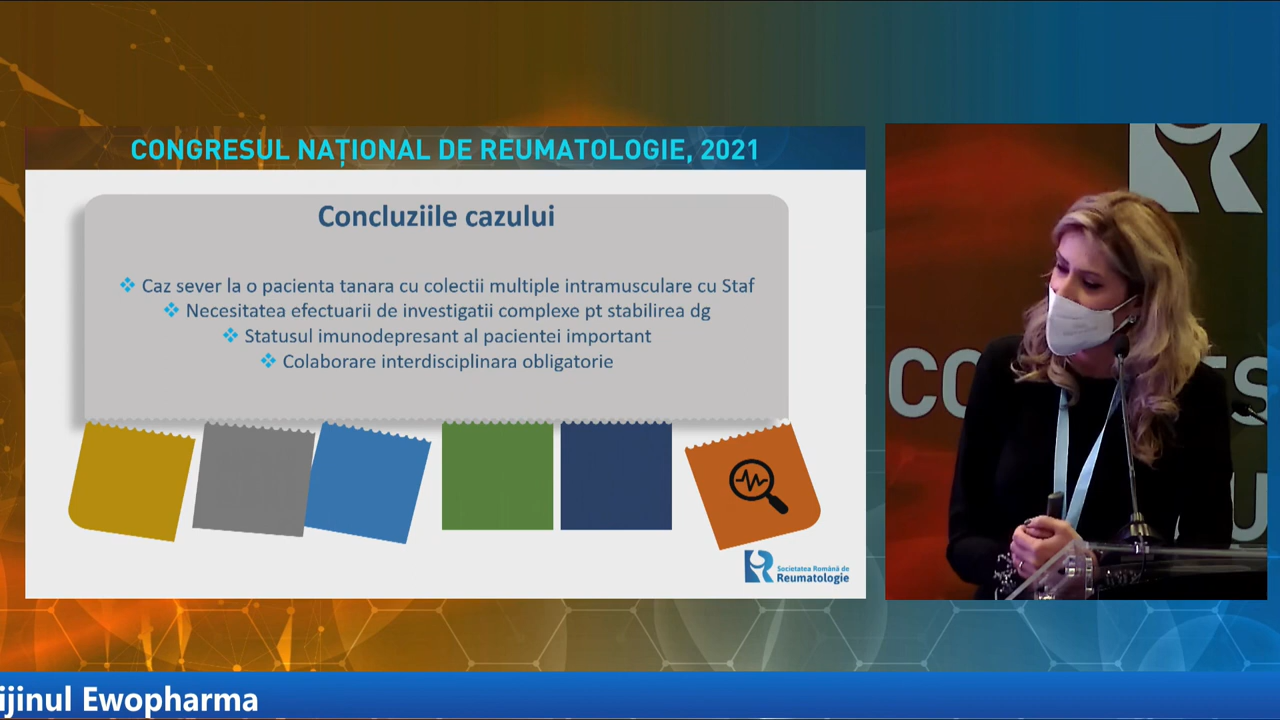 CONGRESUL NAȚIONAL DE REUMATOLOGIE, 2021
Concluziile cazului
Caz sever la o pacienta tanara cu colectii multiple intramusculare cu Staf
Necesitatea efectuarii de investigatii complexe pt stabilirea dg
Statusul imunodepresant al pacientei important
Colaborare interdisciplinara obligatorie
Societatea Română de
Reumatologie
ijinul Ewopharma